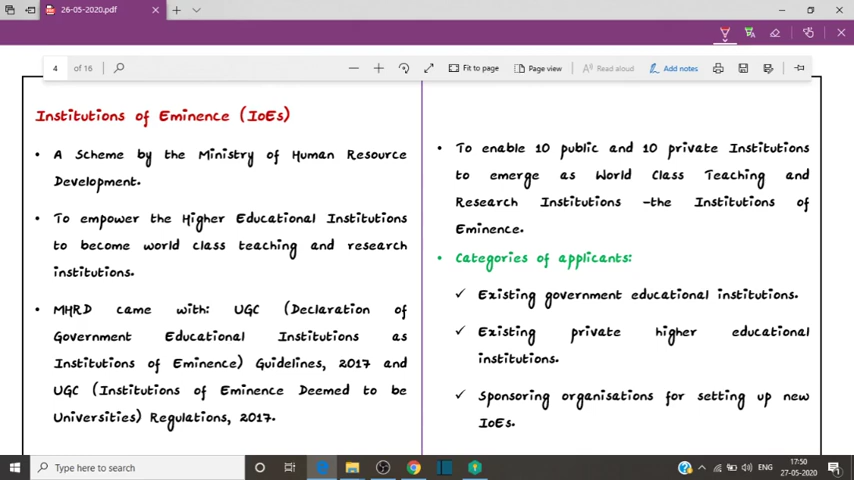 26-05-2020.pdf
4 of 16
Fit to page
Page view
Read aloud
Add notes
Institutions of Eminence (IoEs)
• A Scheme by the Ministry of Human Resource
Development.
• To empower the Higher Educational Institutions
to become world class teaching and research
institutions.
• MHRD came with: UGC (Declaration of
Government Educational Institutions as
Institutions of Eminence) Guidelines, 2017 and
UGC (Institutions of Eminence Deemed to be
Universities) Regulations, 2017.
• To enable 10 public and 10 private Institutions
to emerge as World Class Teaching and
Research Institutions -the Institutions of
Eminence.
• Categories of applicants:
✓ Existing government educational institutions.
✓ Existing private higher educational
institutions.
✓ Sponsoring organisations for setting up new
IoEs.
Type here to search
ENG
17:50
27-05-2020